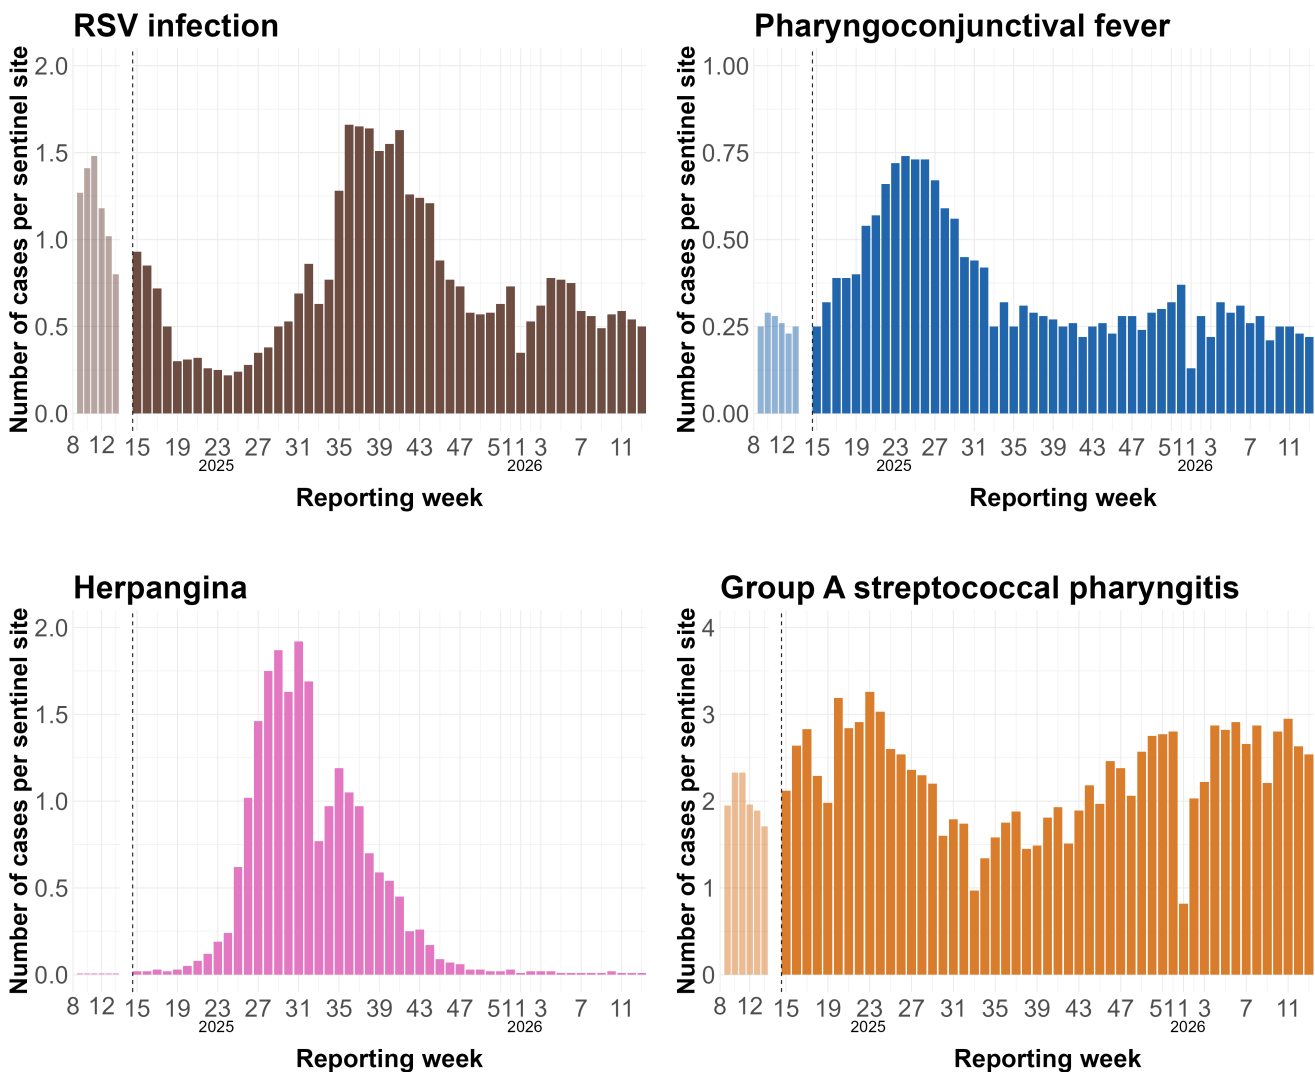 RSV infection
Number of cases per sentinel site
2.0
1.5
1.0
0.5
0.0
8 12 15 19 23 27 31 35 39 43 47 51 1 3 7 11
2025 2026
Reporting week
Pharyngoconjunctival fever
Number of cases per sentinel site
1.00
0.75
0.50
0.25
0.00
8 12 15 19 23 27 31 35 39 43 47 51 1 3 7 11
2025 2026
Reporting week
Herpangina
Number of cases per sentinel site
2.0
1.5
1.0
0.5
0.0
8 12 15 19 23 27 31 35 39 43 47 51 1 3 7 11
2025 2026
Reporting week
Group A streptococcal pharyngitis
Number of cases per sentinel site
4
3
2
1
0
8 12 15 19 23 27 31 35 39 43 47 51 1 3 7 11
2025 2026
Reporting week